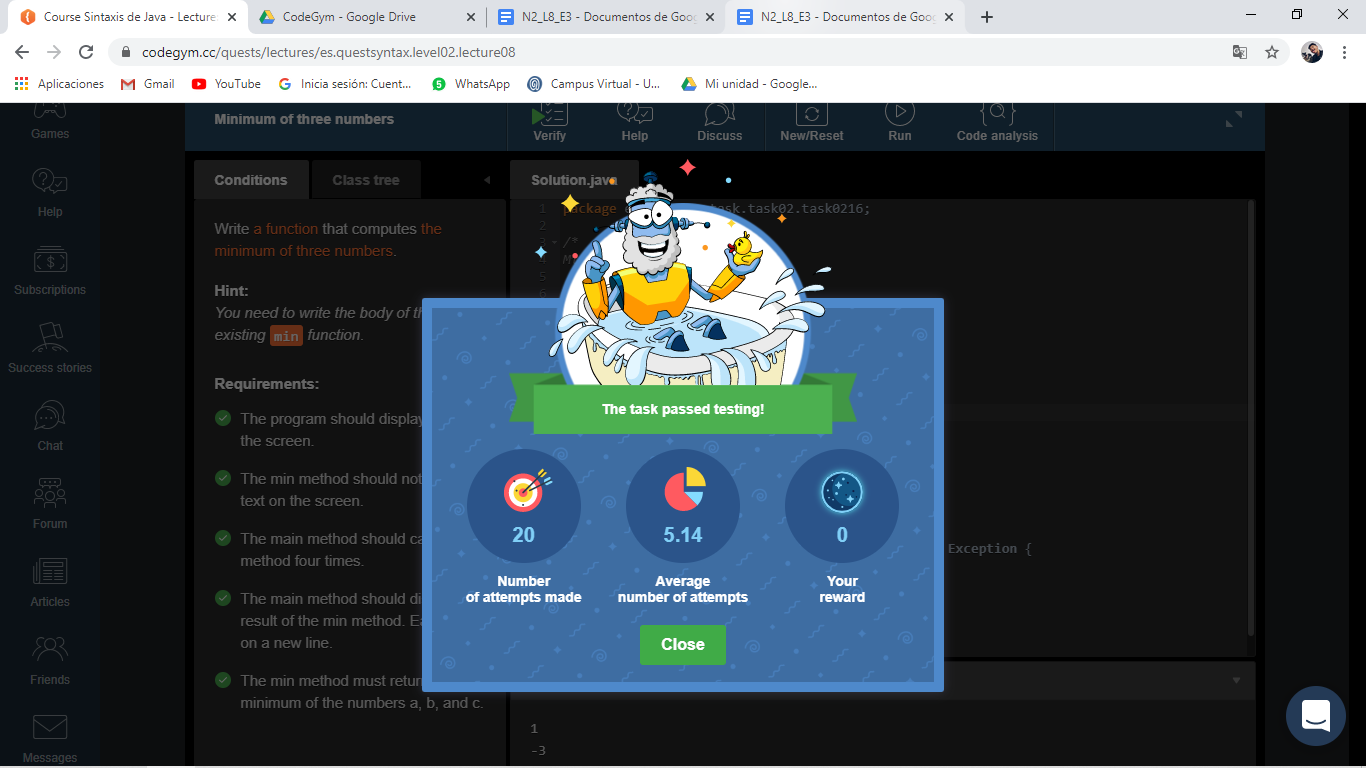 Course Sintaxis de Java - Lecture
CodeGym - Google Drive
N2_L8_E3 - Documentos de Goo
N2_L8_E3 - Documentos de Goo
codegym.cc/quests/lectures/es.questsyntax.level02.lecture08
Aplicaciones
Gmail
YouTube
Inicia sesión: Cuent...
WhatsApp
Campus Virtual - U...
Mi unidad - Google...
Games
Help
Subscriptions
Success stories
Chat
Forum
Articles
Friends
Messages
Minimum of three numbers
Verify
Help
Discuss
New/Reset
Run
Code analysis
Conditions
Class tree
Write a function that computes the
minimum of three numbers.
Hint:
You need to write the body of th
existing min function.
Requirements:
The program should display
the screen.
The min method should not
text on the screen.
The main method should ca
method four times.
The main method should di
result of the min method. Ea
on a new line.
The min method must retur
minimum of the numbers a, b, and c.
Solution.java
1 package task.task02.task0216;
2
/*
5
Exception {
The task passed testing!
20
Number
of attempts made
5.14
Average
number of attempts
0
Your
reward
Close
1
-3